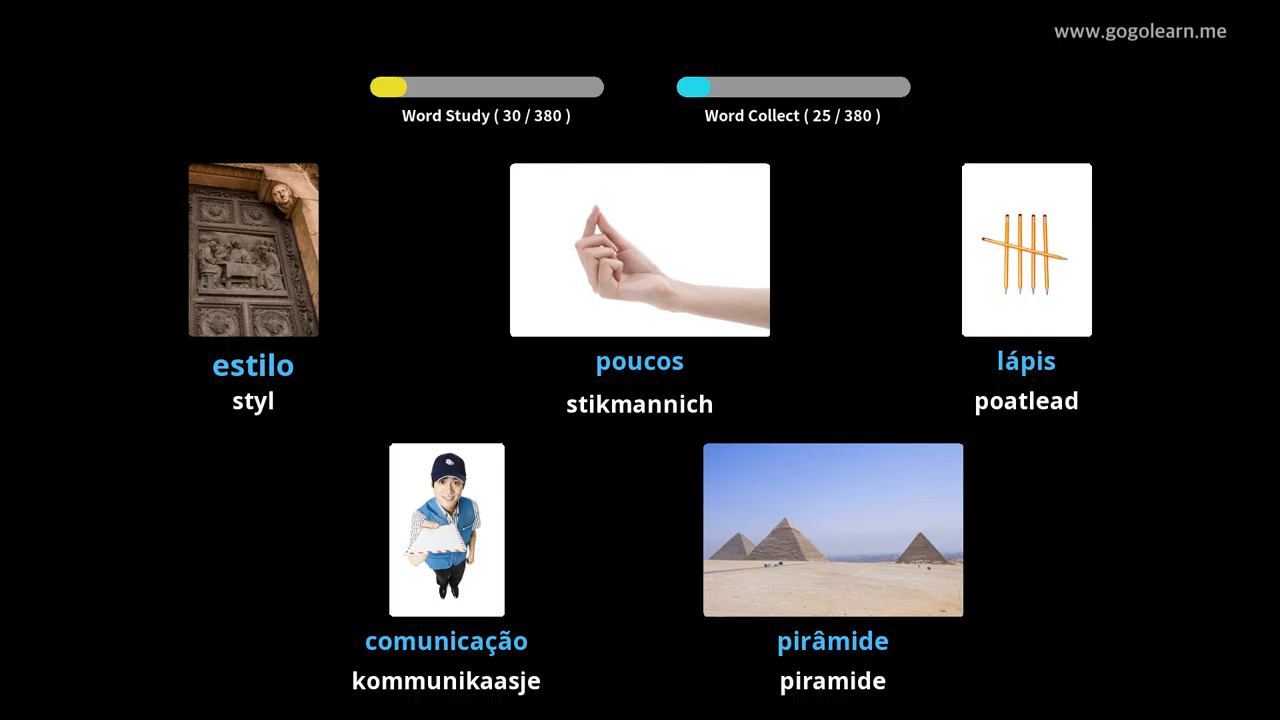 www.gogolearn.me
Word Study ( 30 / 380 )
Word Collect ( 25 / 380 )
estilo
styl
poucos
stikmannich
lápis
poatlead
comunicação
kommunikaasje
pirâmide
piramide